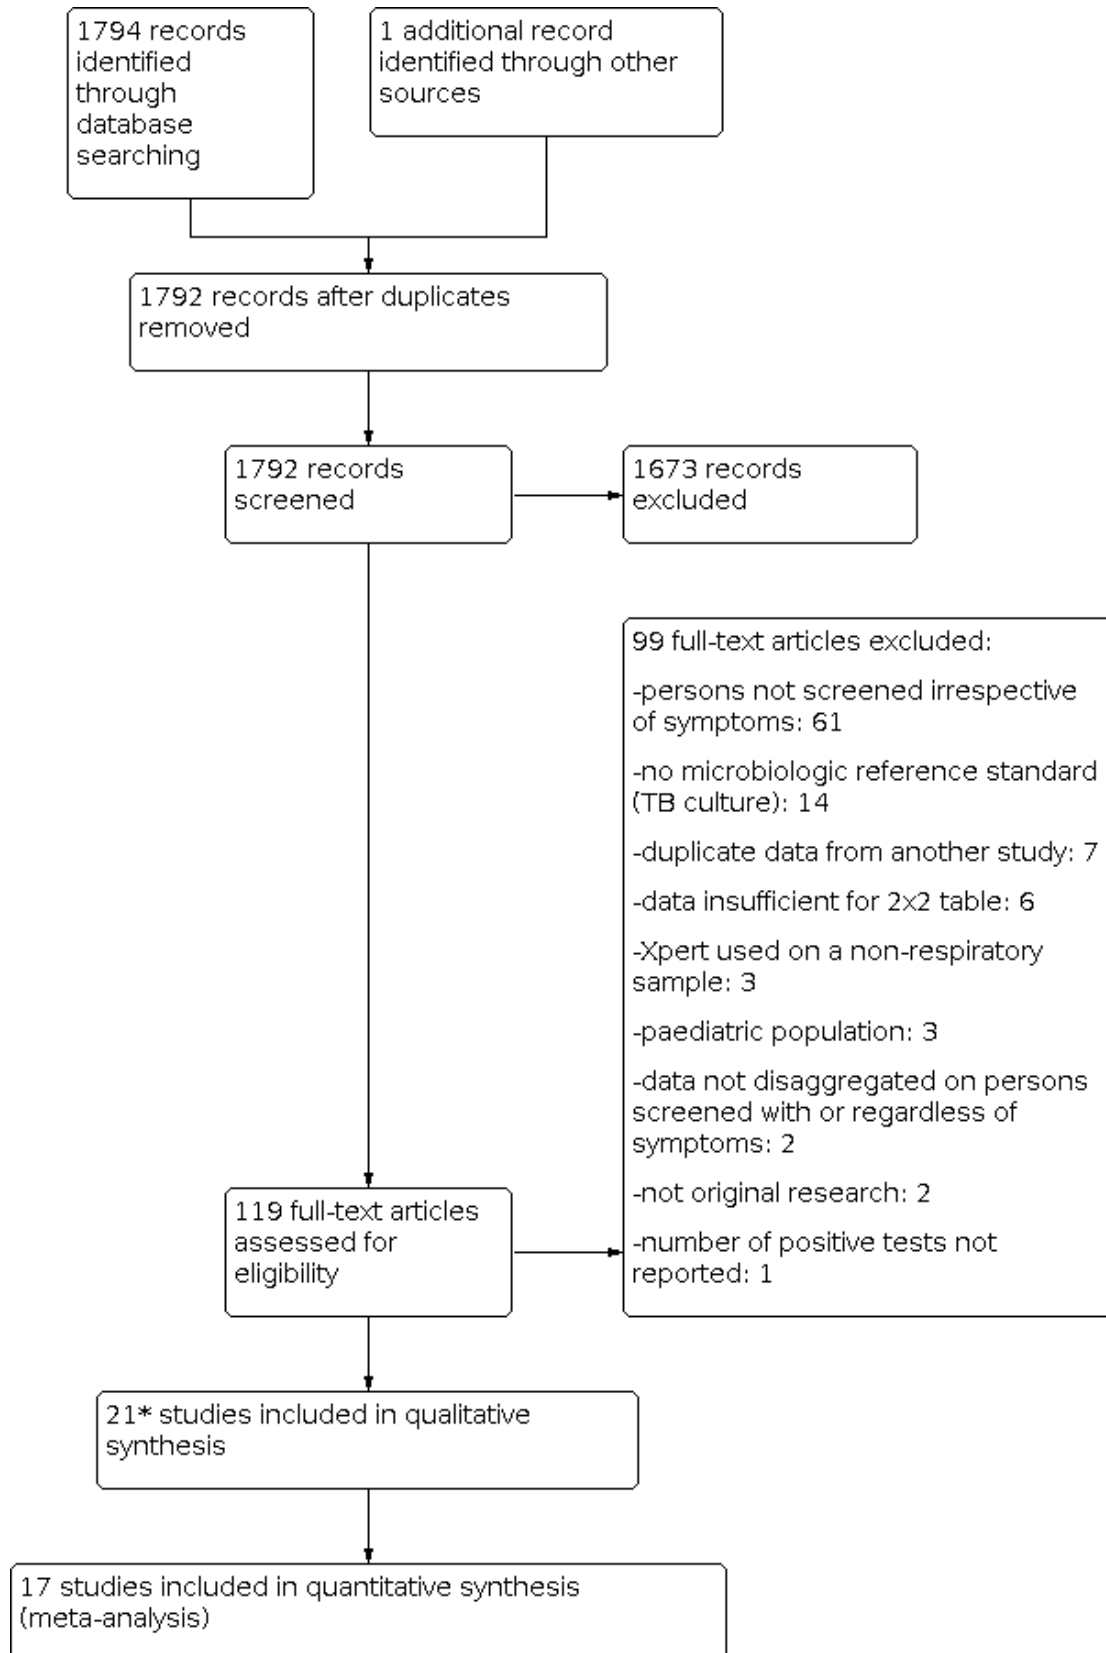 1794 records
identified
through
database
searching
1 additional record
identified through other
sources
1792 records after duplicates
removed
1792 records
screened
1673 records
excluded
99 full-text articles excluded:
-persons not screened irrespective
of symptoms: 61
-no microbiologic reference standard
(TB culture): 14
-duplicate data from another study: 7
-data insufficient for 2x2 table: 6
-Xpert used on a non-respiratory
sample: 3
-paediatric population: 3
-data not disaggregated on persons
screened with or regardless of
symptoms: 2
-not original research: 2
-number of positive tests not
reported: 1
119 full-text articles
assessed for
eligibility
21* studies included in qualitative
synthesis
17 studies included in quantitative synthesis
(meta-analysis)